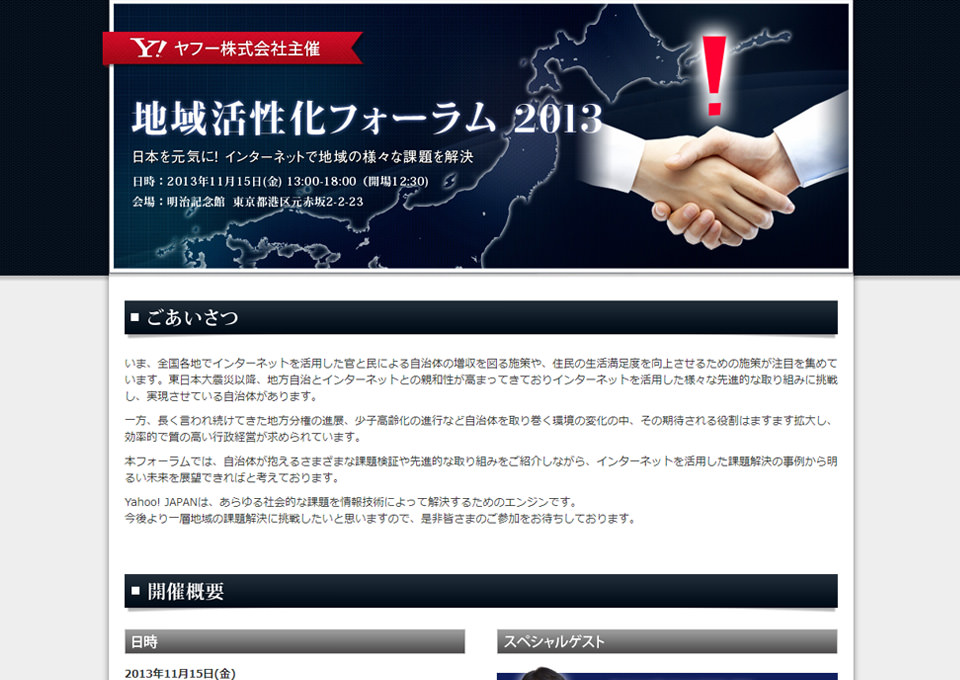 Y! ヤフー株式会社主催
地域活性化フォーラム 2013
日本を元気に! インターネットで地域の様々な課題を解決
日時：2013年11月15日(金) 13:00-18:00（開場12:30）
会場：明治記念館 東京都港区元赤坂2-2-23
■ ごあいさつ
いま、全国各地でインターネットを活用した官と民による自治体の増収を図る施策や、住民の生活満足度を向上させるための施策が注目を集めて
います。東日本大震災以降、地方自治とインターネットとの親和性が高まってきておりインターネットを活用した様々な先進的な取り組みに挑戦
し、実現させている自治体があります。
一方、長く言われ続けてきた地方分権の進展、少子高齢化の進行など自治体を取り巻く環境の変化の中、その期待される役割はますます拡大し、
効率的で質の高い行政経営が求められています。
本フォーラムでは、自治体が抱えるさまざまな課題検証や先進的な取り組みをご紹介しながら、インターネットを活用した課題解決の事例から明
るい未来を展望できればと考えております。
Yahoo! JAPANは、あらゆる社会的な課題を情報技術によって解決するためのエンジンです。
今後より一層地域の課題解決に挑戦したいと思いますので、是非皆さまのご参加をお待ちしております。
■ 開催概要
日時
スペシャルゲスト
2013年11月15日(金)